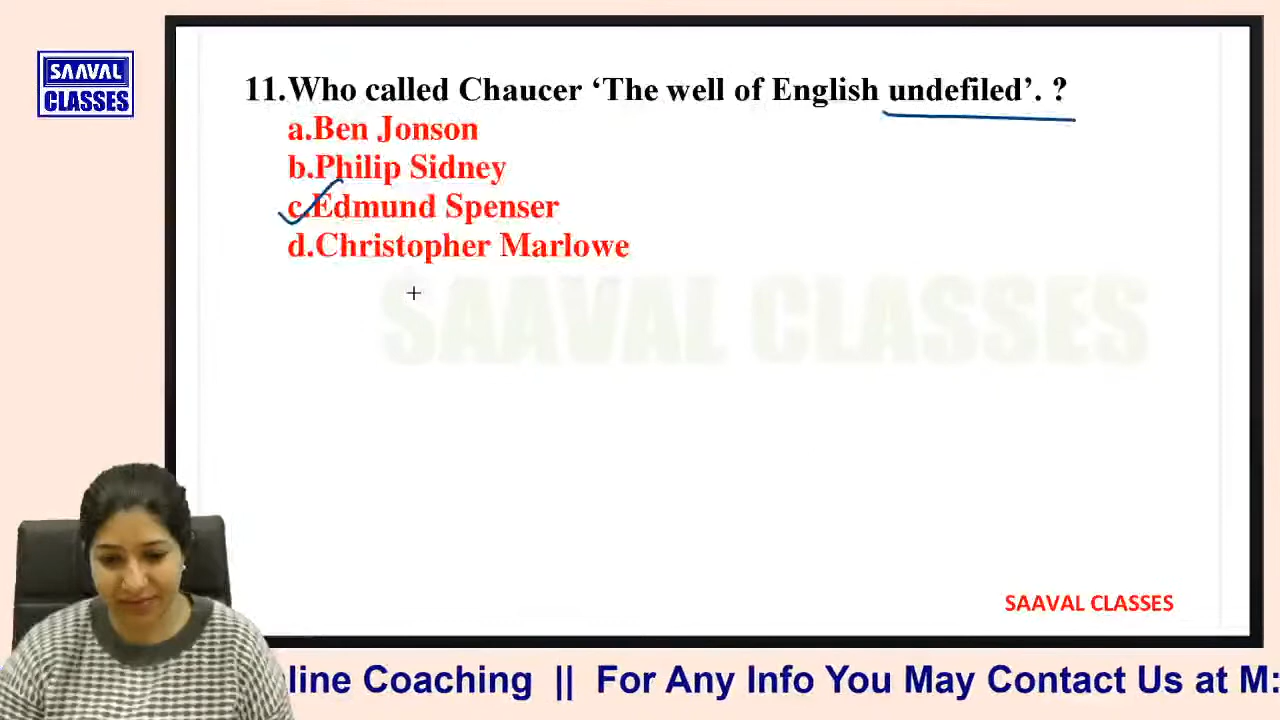 SAAVAL
CLASSES
11.Who called Chaucer ‘The well of English undefiled’. ?
a.Ben Jonson
b.Philip Sidney
c.Edmund Spenser
d.Christopher Marlowe
SAAVAL CLASSES
SAAVAL CLASSES
line Coaching || For Any Info You May Contact Us at M: